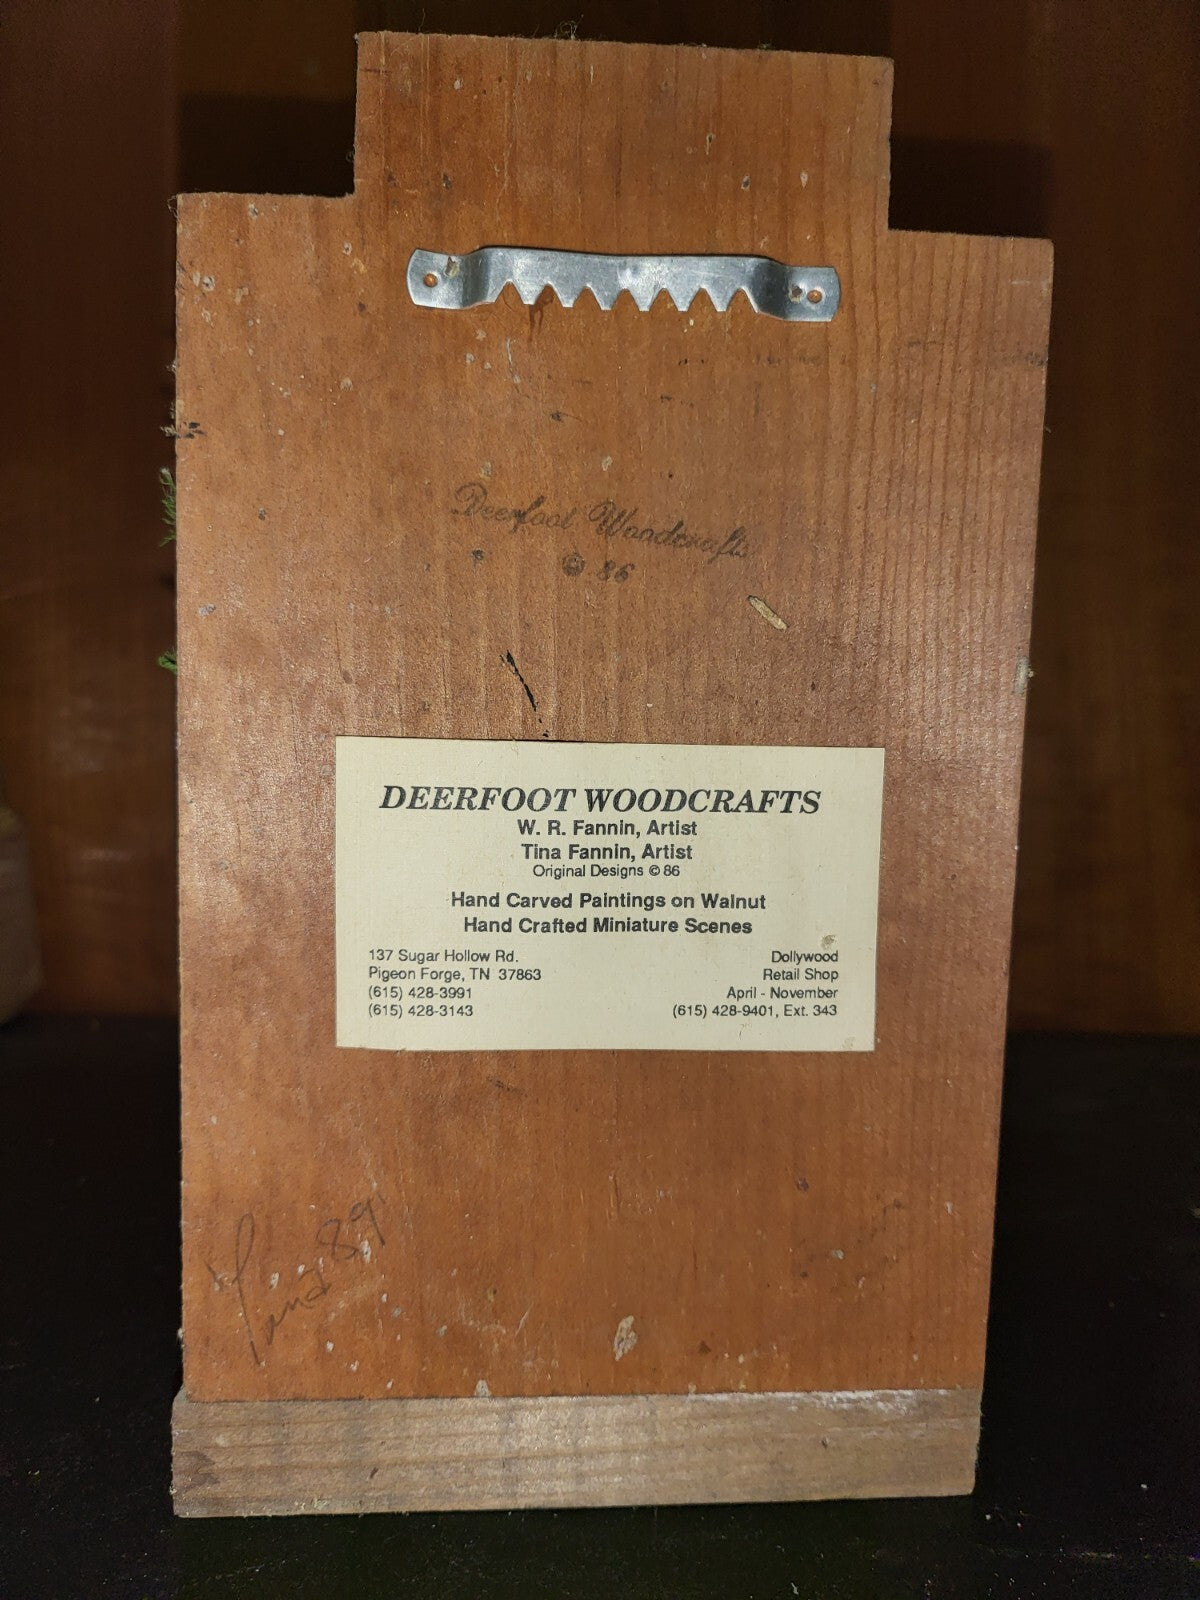 Deerfoot Woodcrafts
© 86
DEERFOOT WOODCRAFTS
W. R. Fannin, Artist
Tina Fannin, Artist
Original Designs © 86
Hand Carved Paintings on Walnut
Hand Crafted Miniature Scenes
137 Sugar Hollow Rd.
Pigeon Forge, TN 37863
(615) 428-3991
(615) 428-3143
Dollywood
Retail Shop
April - November
(615) 428-9401, Ext. 343
Tina 89'